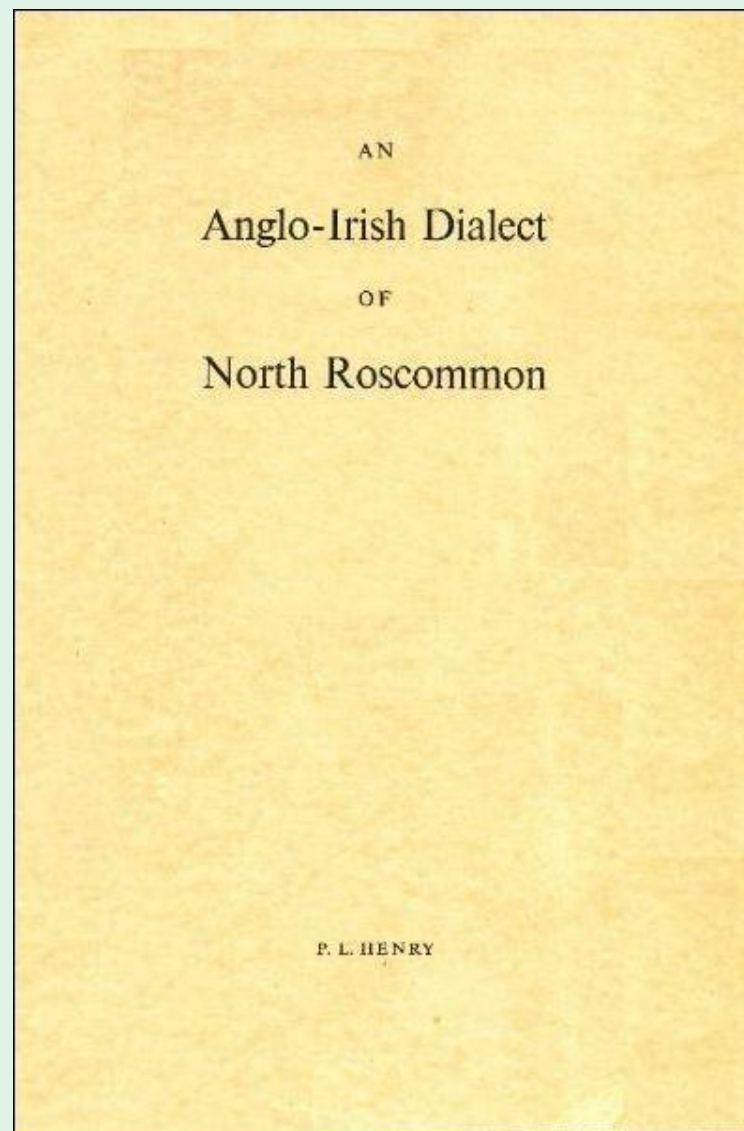 AN
Anglo-Irish Dialect
OF
North Roscommon
P. L. HENRY